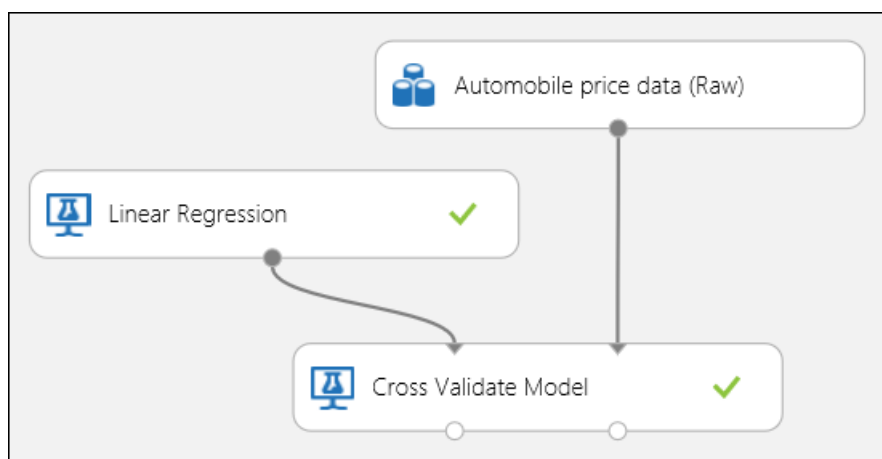 Automobile price data (Raw)
Linear Regression
Cross Validate Model